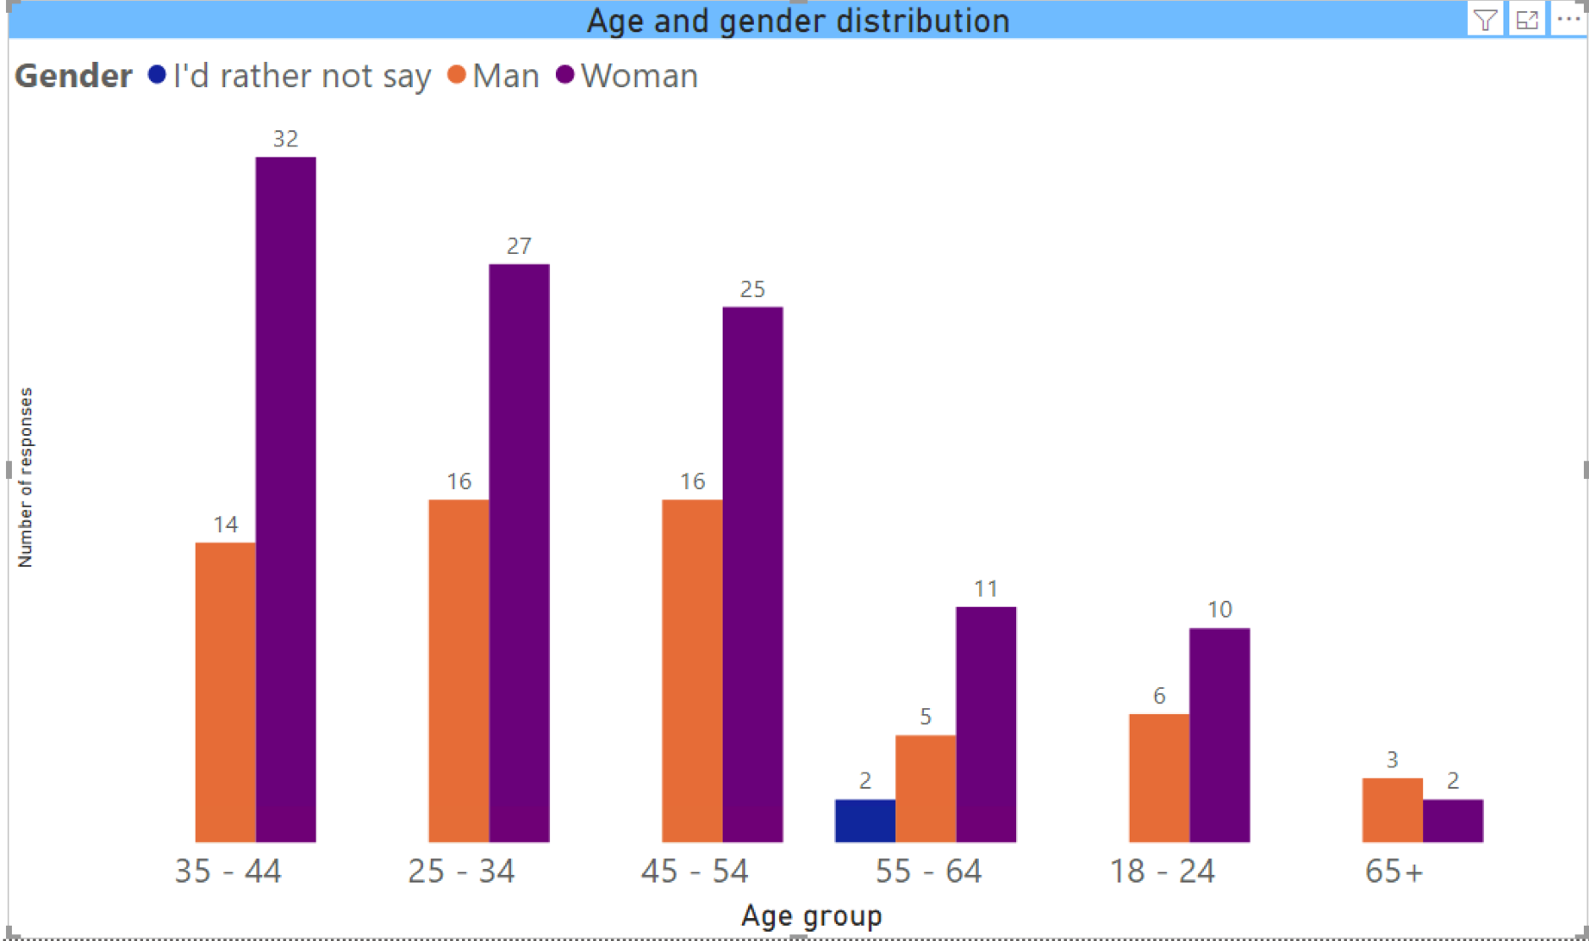 Age and gender distribution
Gender I'd rather not say Man Woman
32
27
25
16
16
14
11
10
6
5
3
2
2
Number of responses
35 - 44 25 - 34 45 - 54 55 - 64 18 - 24 65+
Age group